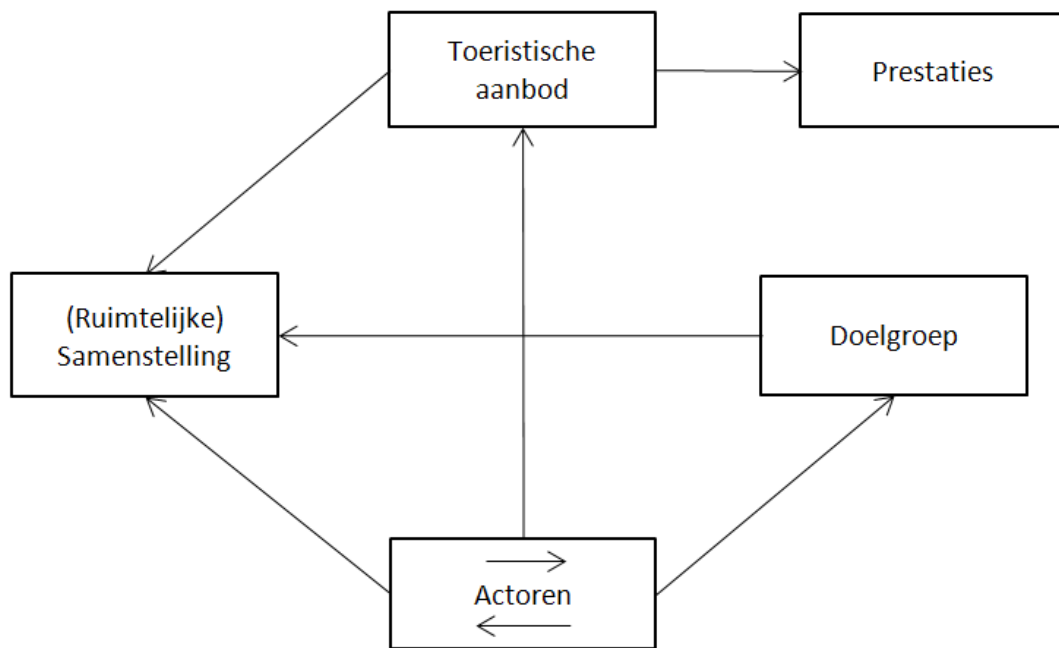 Toeristische
aanbod
Prestaties
(Ruimtelijke)
Samenstelling
Doelgroep
Actoren